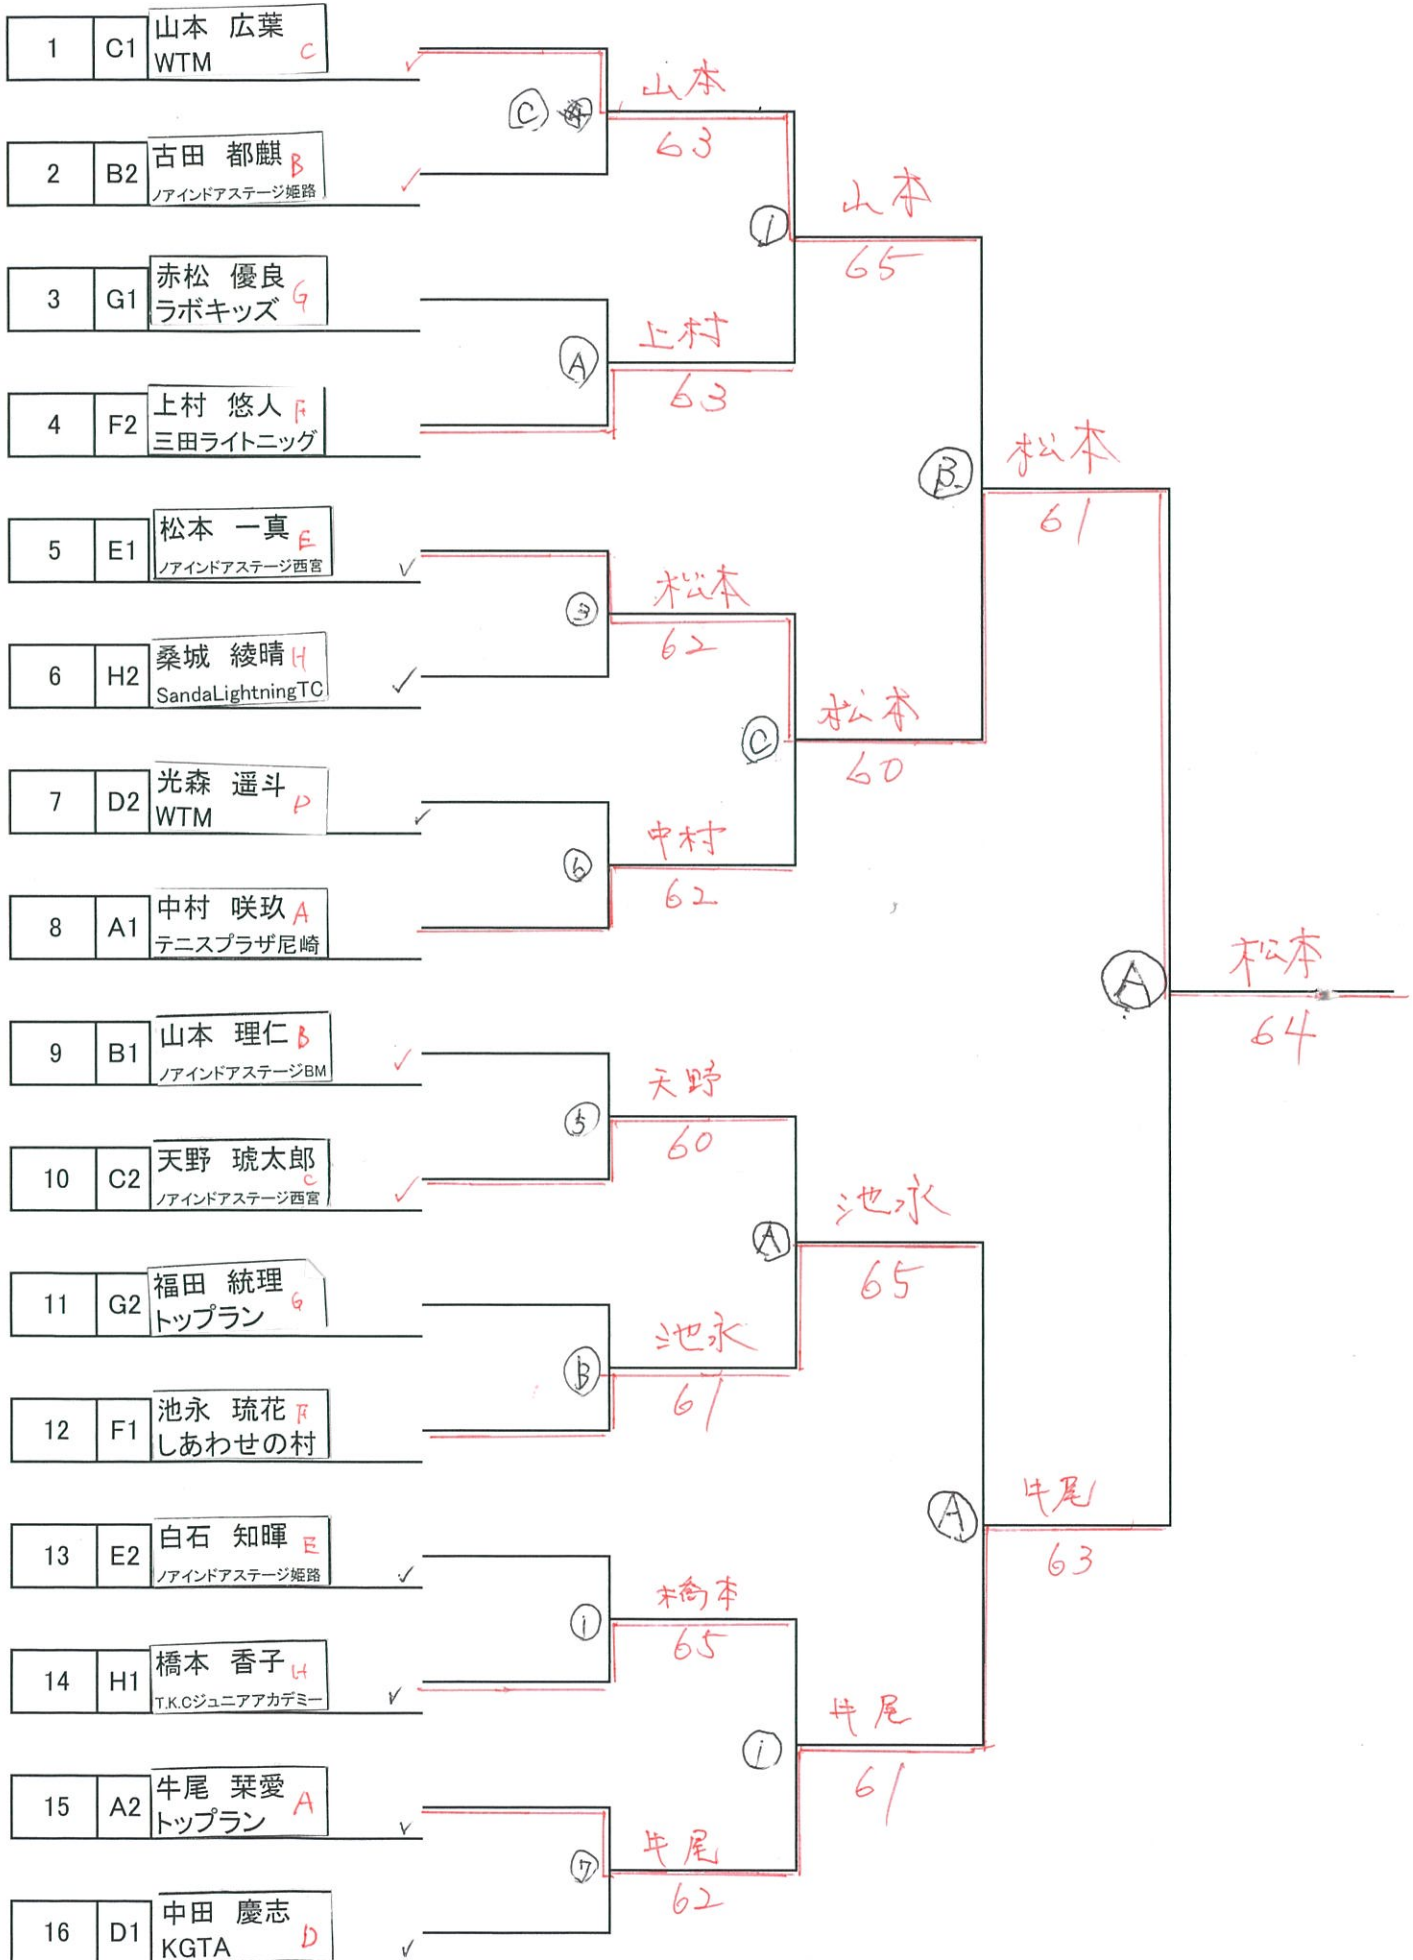 1 C1 山本 広葉
WTM C
Ⓒ 山本
63
2 B2 古田 都麒 B
ノアインドアステージ姫路
① 山本
65
3 G1 赤松 優良
ラボキッズ G
Ⓐ 上村
63
4 F2 上村 悠人 F
三田ライトニッグ
Ⓑ 松本
61
5 E1 松本 一真 E
ノアインドアステージ西宮
③ 松本
62
6 H2 桑城 綾晴 H
SandaLightningTC
Ⓒ 松本
60
7 D2 光森 遥斗
WTM D
⑥ 中村
62
8 A1 中村 咲玖 A
テニスプラザ尼崎
Ⓐ 松本
64
9 B1 山本 理仁 B
ノアインドアステージBM
⑤ 天野
60
10 C2 天野 琥太郎
C
ノアインドアステージ西宮
Ⓐ 池永
65
11 G2 福田 統理
トップラン G
Ⓑ 池永
61
12 F1 池永 琉花 F
しあわせの村
Ⓐ 牛尾
63
13 E2 白石 知暉 E
ノアインドアステージ姫路
① 橋本
65
14 H1 橋本 香子 H
T.K.Cジュニアアカデミー
① 牛尾
61
15 A2 牛尾 栞愛
トップラン A
⑦ 牛尾
62
16 D1 中田 慶志
KGTA D